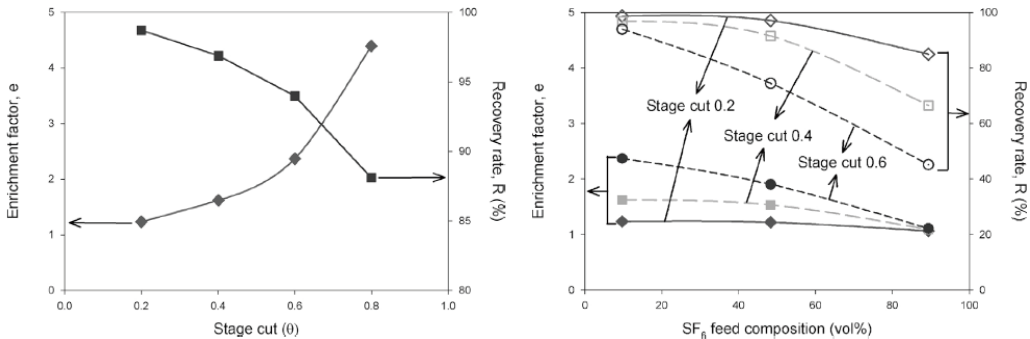 5
4
3
2
1
0
Enrichment factor, e
100
95
90
85
80
Recovery rate, R (%)
0.0 0.2 0.4 0.6 0.8 1.0
Stage cut (θ)
5
4
3
2
1
0
Enrichment factor, e
Stage cut 0.2
Stage cut 0.4
Stage cut 0.6
100
80
60
40
20
0
Recovery rate, R (%)
0 20 40 60 80 100
SF6 feed composition (vol%)